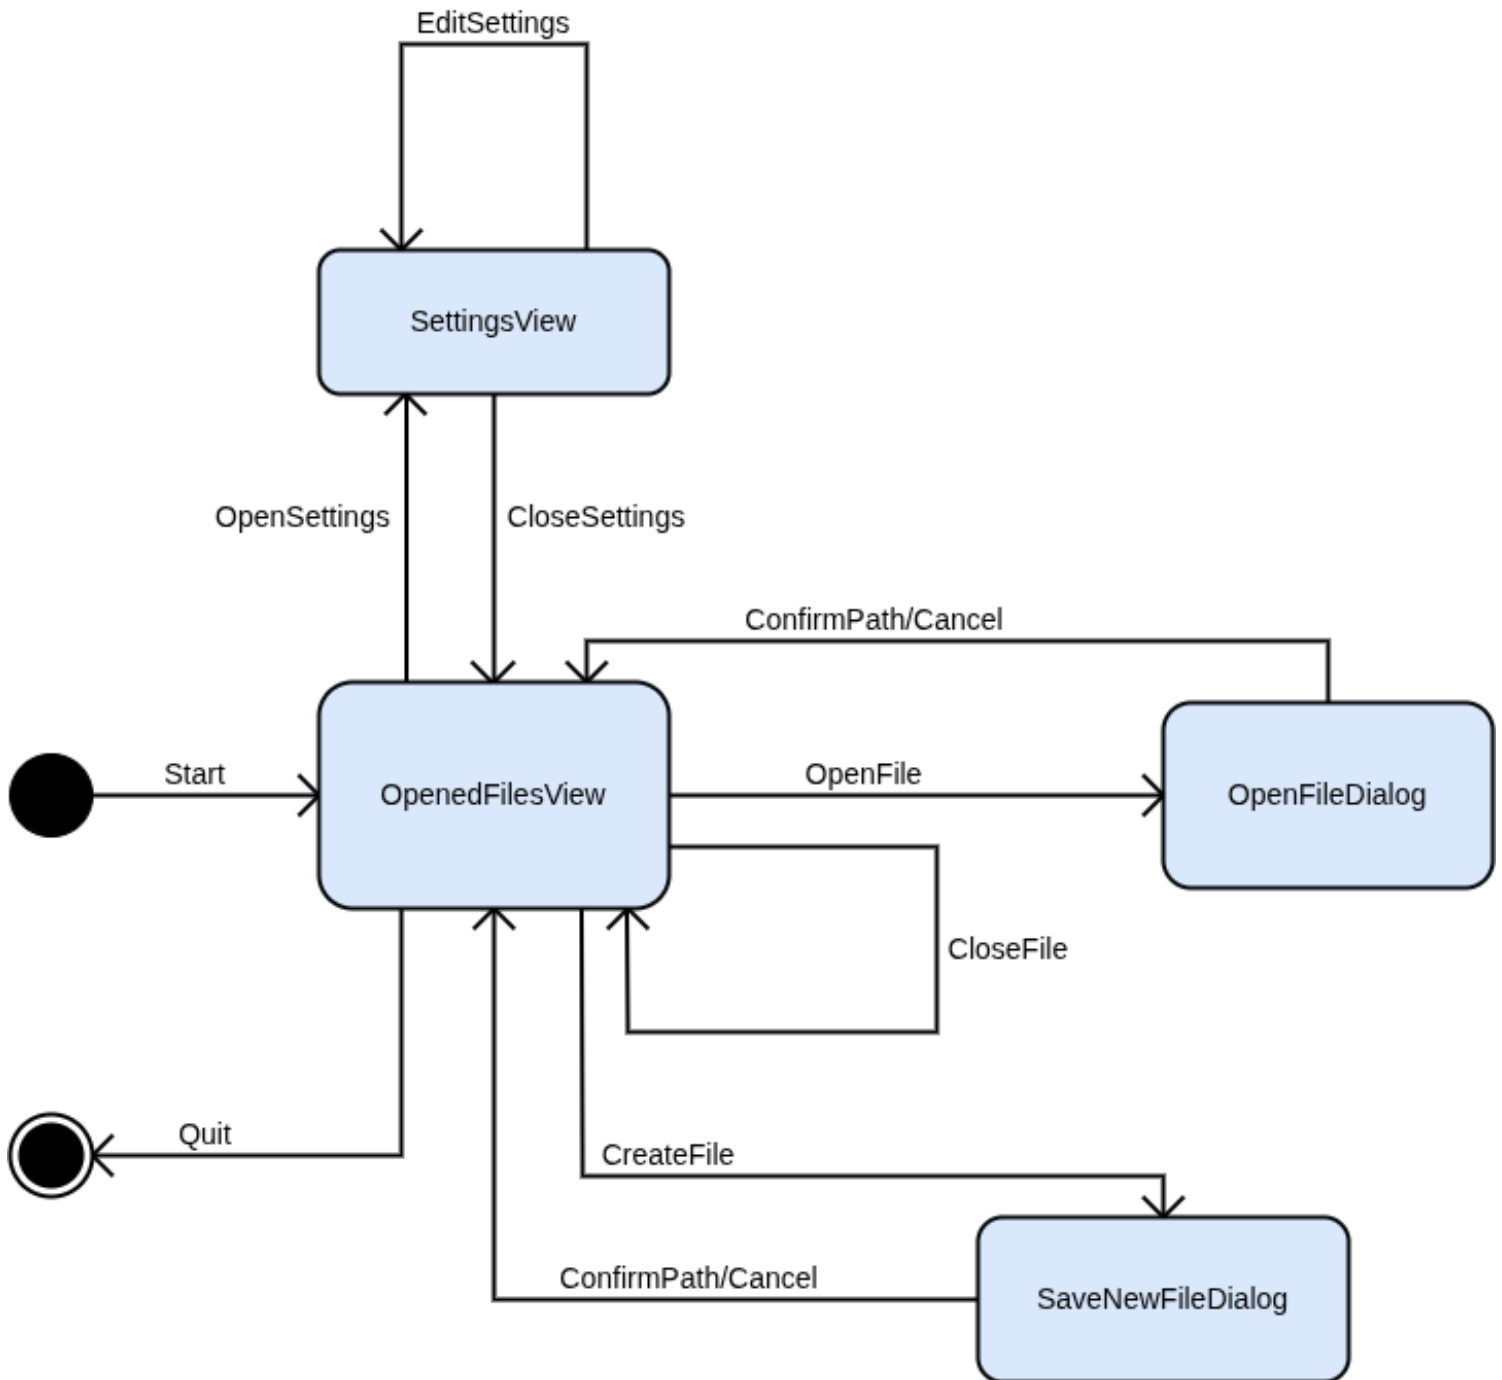 EditSettings
SettingsView
OpenSettings
CloseSettings
ConfirmPath/Cancel
Start
OpenedFilesView
OpenFile
OpenFileDialog
CloseFile
Quit
CreateFile
ConfirmPath/Cancel
SaveNewFileDialog